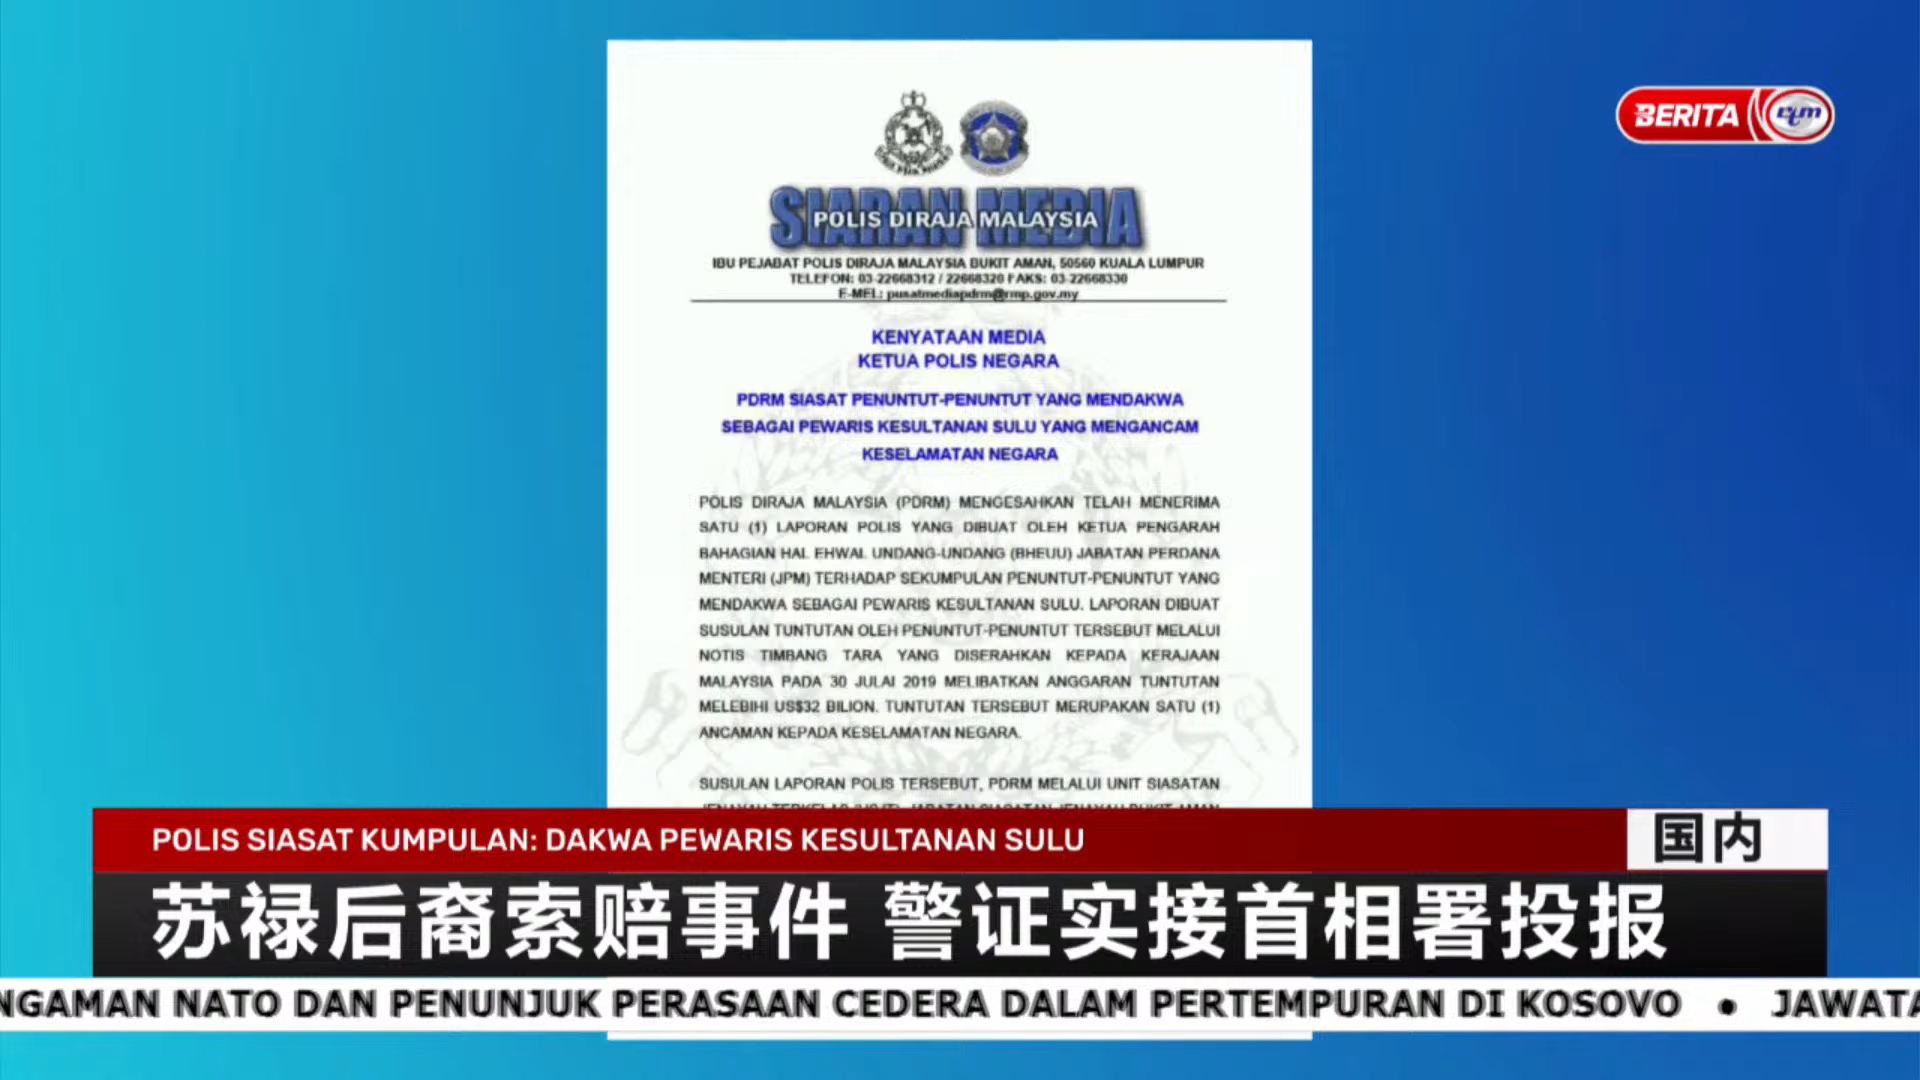 BERITA rtm
SIARAN MEDIA
POLIS DIRAJA MALAYSIA
IBU PEJABAT POLIS DIRAJA MALAYSIA BUKIT AMAN, 50560 KUALA LUMPUR
TELEFON: 03-22668312 / 22668320 FAKS: 03-22668330
E-MEL: pusatmediapdrm@rmp.gov.my
KENYATAAN MEDIA
KETUA POLIS NEGARA
PDRM SIASAT PENUNTUT-PENUNTUT YANG MENDAKWA
SEBAGAI PEWARIS KESULTANAN SULU YANG MENGANCAM
KESELAMATAN NEGARA
POLIS DIRAJA MALAYSIA (PDRM) MENGESAHKAN TELAH MENERIMA
SATU (1) LAPORAN POLIS YANG DIBUAT OLEH KETUA PENGARAH
BAHAGIAN HAL EHWAL UNDANG-UNDANG (BHEUU) JABATAN PERDANA
MENTERI (JPM) TERHADAP SEKUMPULAN PENUNTUT-PENUNTUT YANG
MENDAKWA SEBAGAI PEWARIS KESULTANAN SULU. LAPORAN DIBUAT
SUSULAN TUNTUTAN OLEH PENUNTUT-PENUNTUT TERSEBUT MELALUI
NOTIS TIMBANG TARA YANG DISERAHKAN KEPADA KERAJAAN
MALAYSIA PADA 30 JULAI 2019 MELIBATKAN ANGGARAN TUNTUTAN
MELEBIHI US$32 BILION. TUNTUTAN TERSEBUT MERUPAKAN SATU (1)
ANCAMAN KEPADA KESELAMATAN NEGARA.
SUSULAN LAPORAN POLIS TERSEBUT, PDRM MELALUI UNIT SIASATAN
POLIS SIASAT KUMPULAN: DAKWA PEWARIS KESULTANAN SULU
国内
苏禄后裔索赔事件 警证实接首相署投报
NGAMAN NATO DAN PENUNJUK PERASAAN CEDERA DALAM PERTEMPURAN DI KOSOVO • JAWATA